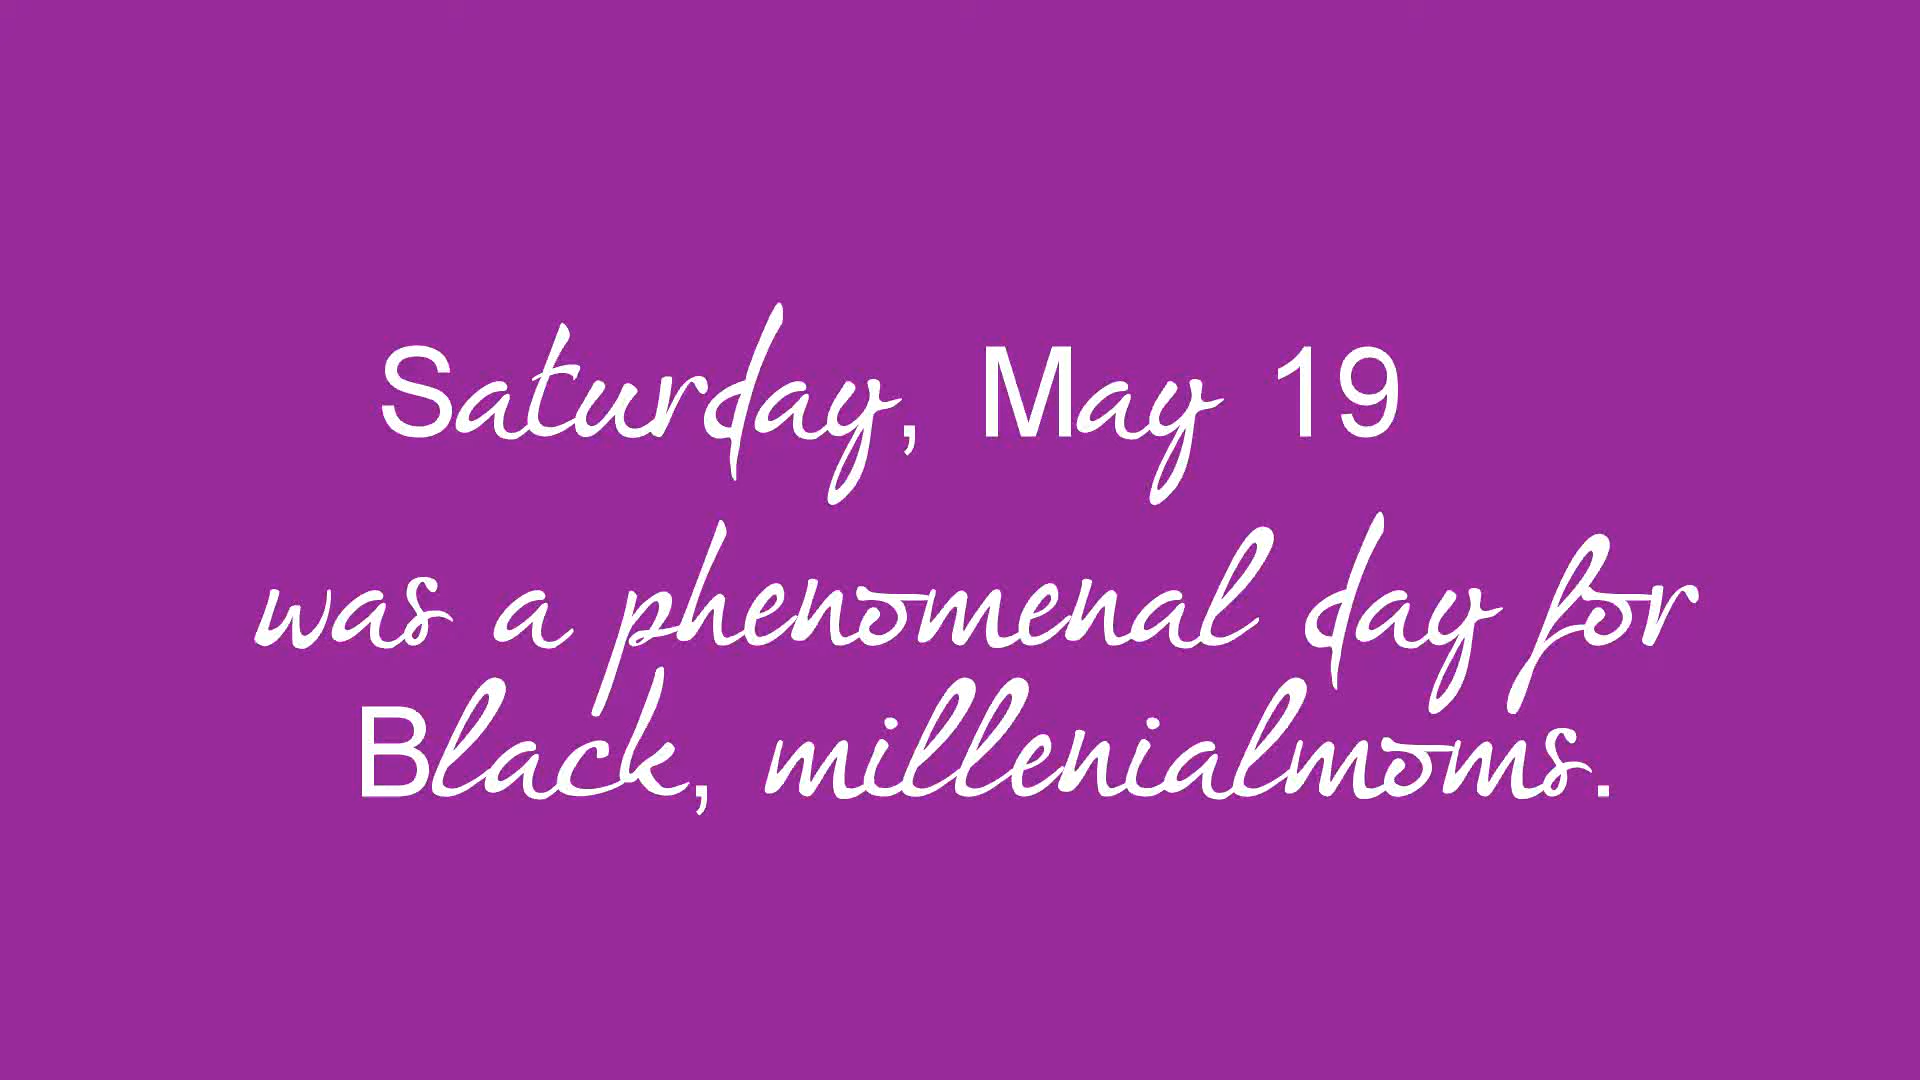 Saturday, May 19
was a phenomenal day for
Black, millenialmoms.